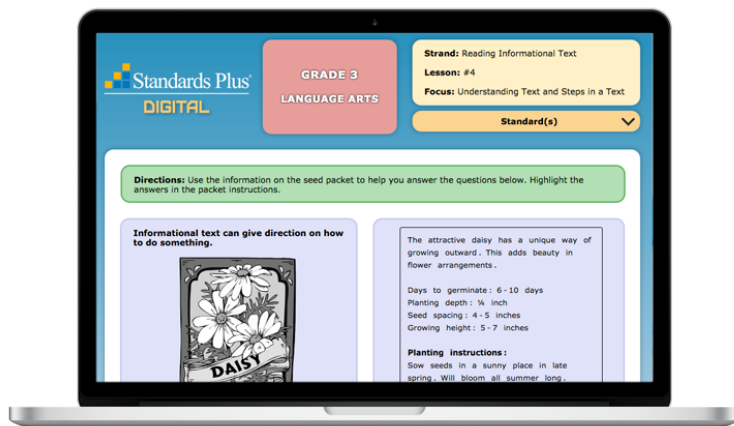 Standards Plus®
DIGITAL
GRADE 3
LANGUAGE ARTS
Strand: Reading Informational Text
Lesson: #4
Focus: Understanding Text and Steps in a Text
Standard(s)
Directions: Use the information on the seed packet to help you answer the questions below. Highlight the
answers in the packet instructions.
Informational text can give direction on how
to do something.
DAISY
The attractive daisy has a unique way of
growing outward. This adds beauty in
flower arrangements.
Days to germinate: 6-10 days
Planting depth: ¼ inch
Seed spacing: 4-5 inches
Growing height: 5-7 inches
Planting instructions:
Sow seeds in a sunny place in late
spring. Will bloom all summer long.